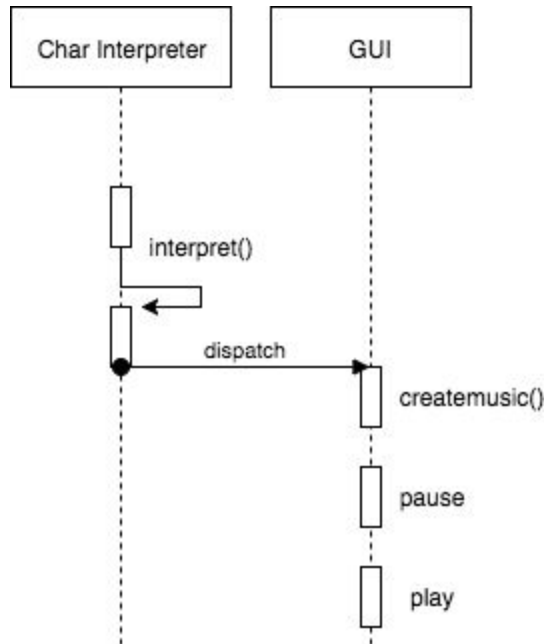 Char Interpreter
GUI
interpret()
dispatch
createmusic()
pause
play